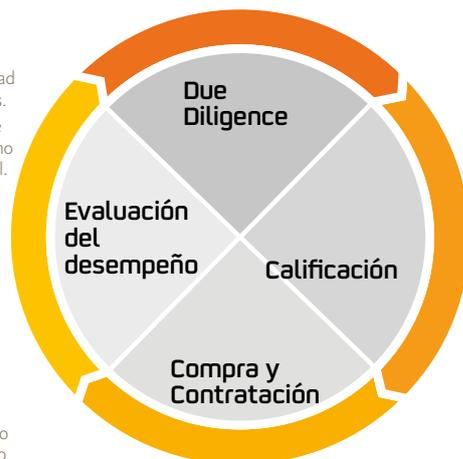 Due
Diligence
Evaluación
del
desempeño
Calificación
Compra y
Contratación